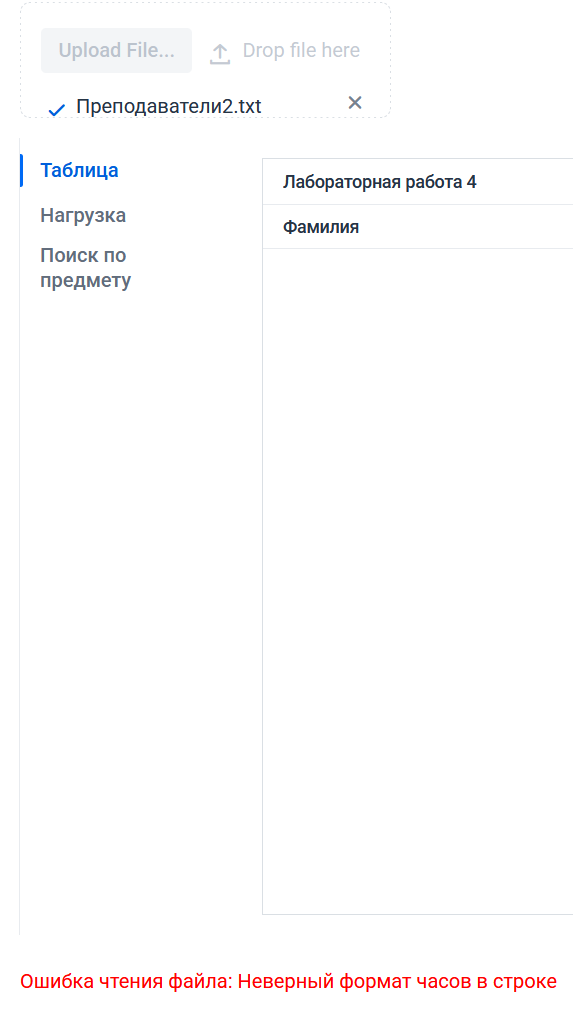 Upload File...
Drop file here
Преподаватели2.txt
Таблица
Нагрузка
Поиск по
предмету
Лабораторная работа 4
Фамилия
Ошибка чтения файла: Неверный формат часов в строке